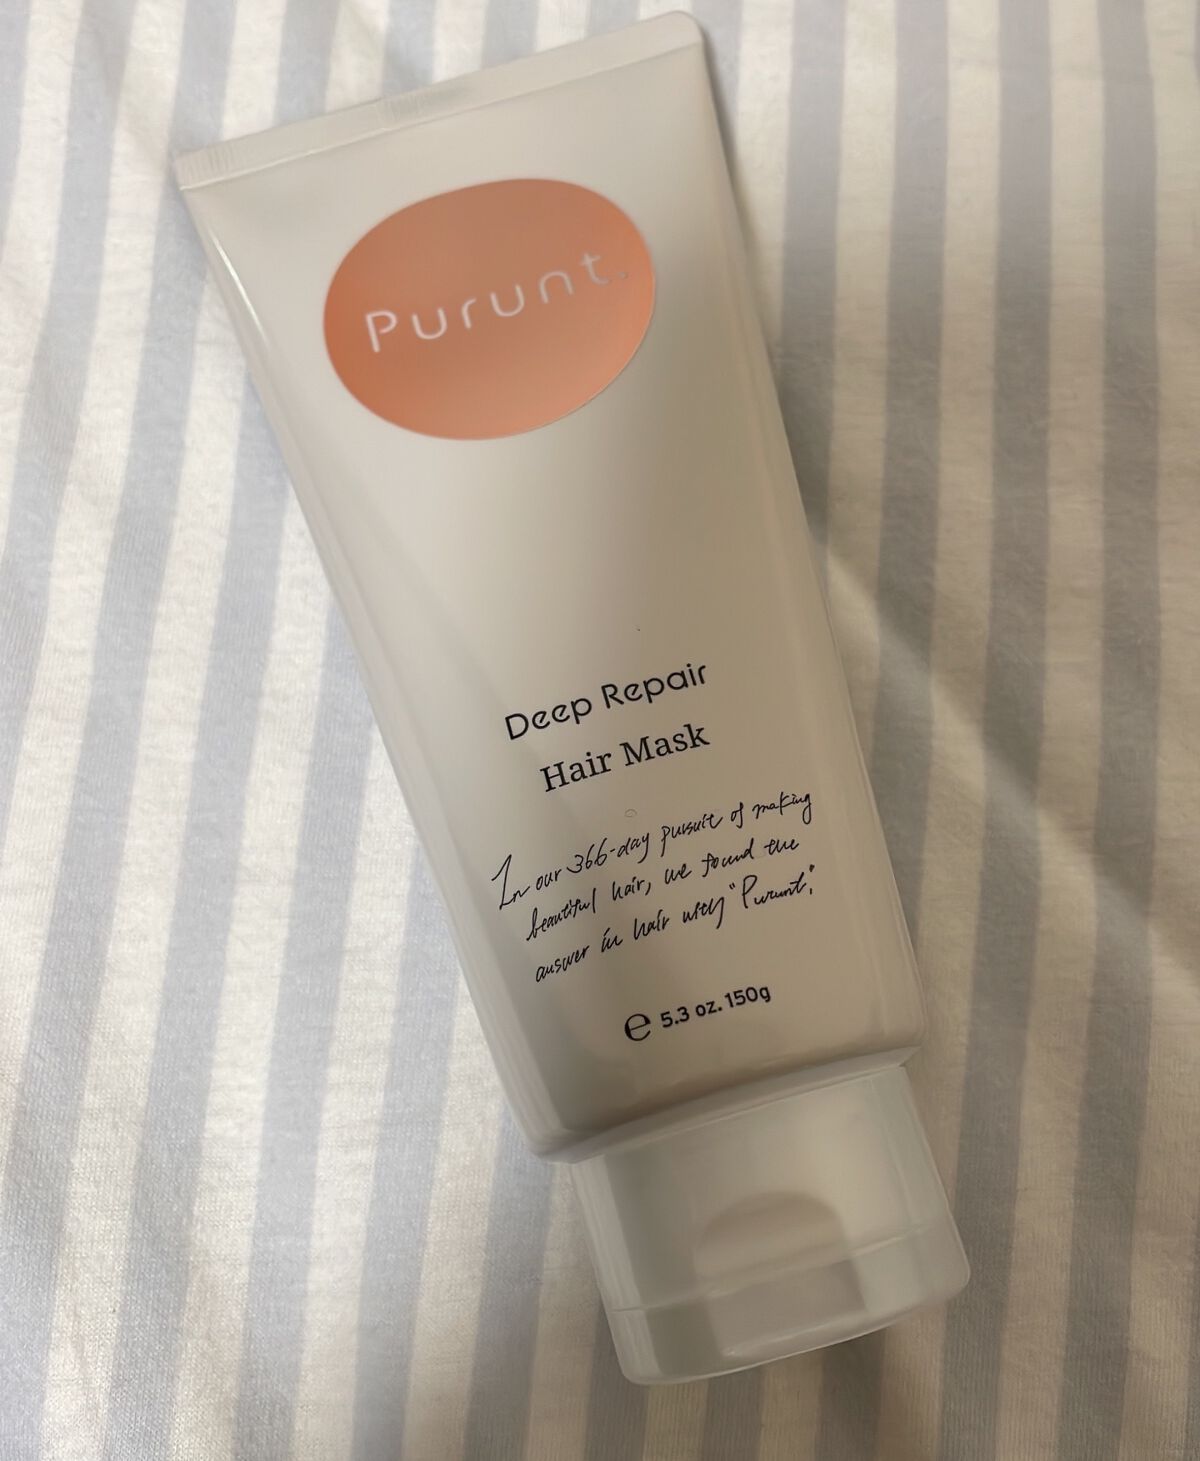 Purunt.
Deep Repair
Hair Mask
In our 366-day pursuit of making
beautiful hair, we found the
answer in hair with "Purunt."
℮ 5.3 oz. 150g